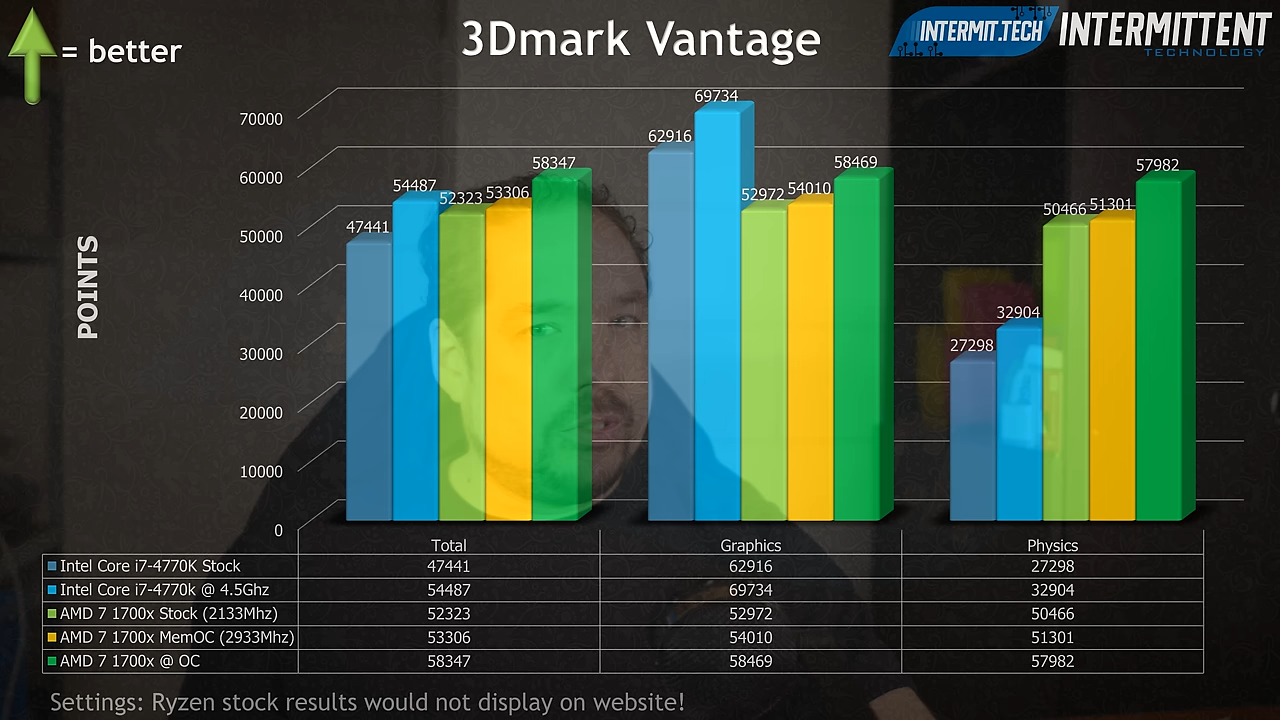 = better
3Dmark Vantage
INTERMIT.TECH
INTERMITTENT
TECHNOLOGY
POINTS
70000
60000
50000
40000
30000
20000
10000
0
47441
54487
52323
53306
58347
62916
69734
52972
54010
58469
27298
32904
50466
51301
57982
Total Graphics Physics
Intel Core i7-4770K Stock 47441 62916 27298
Intel Core i7-4770k @ 4.5Ghz 54487 69734 32904
AMD 7 1700x Stock (2133Mhz) 52323 52972 50466
AMD 7 1700x MemOC (2933Mhz) 53306 54010 51301
AMD 7 1700x @ OC 58347 58469 57982
Settings: Ryzen stock results would not display on website!